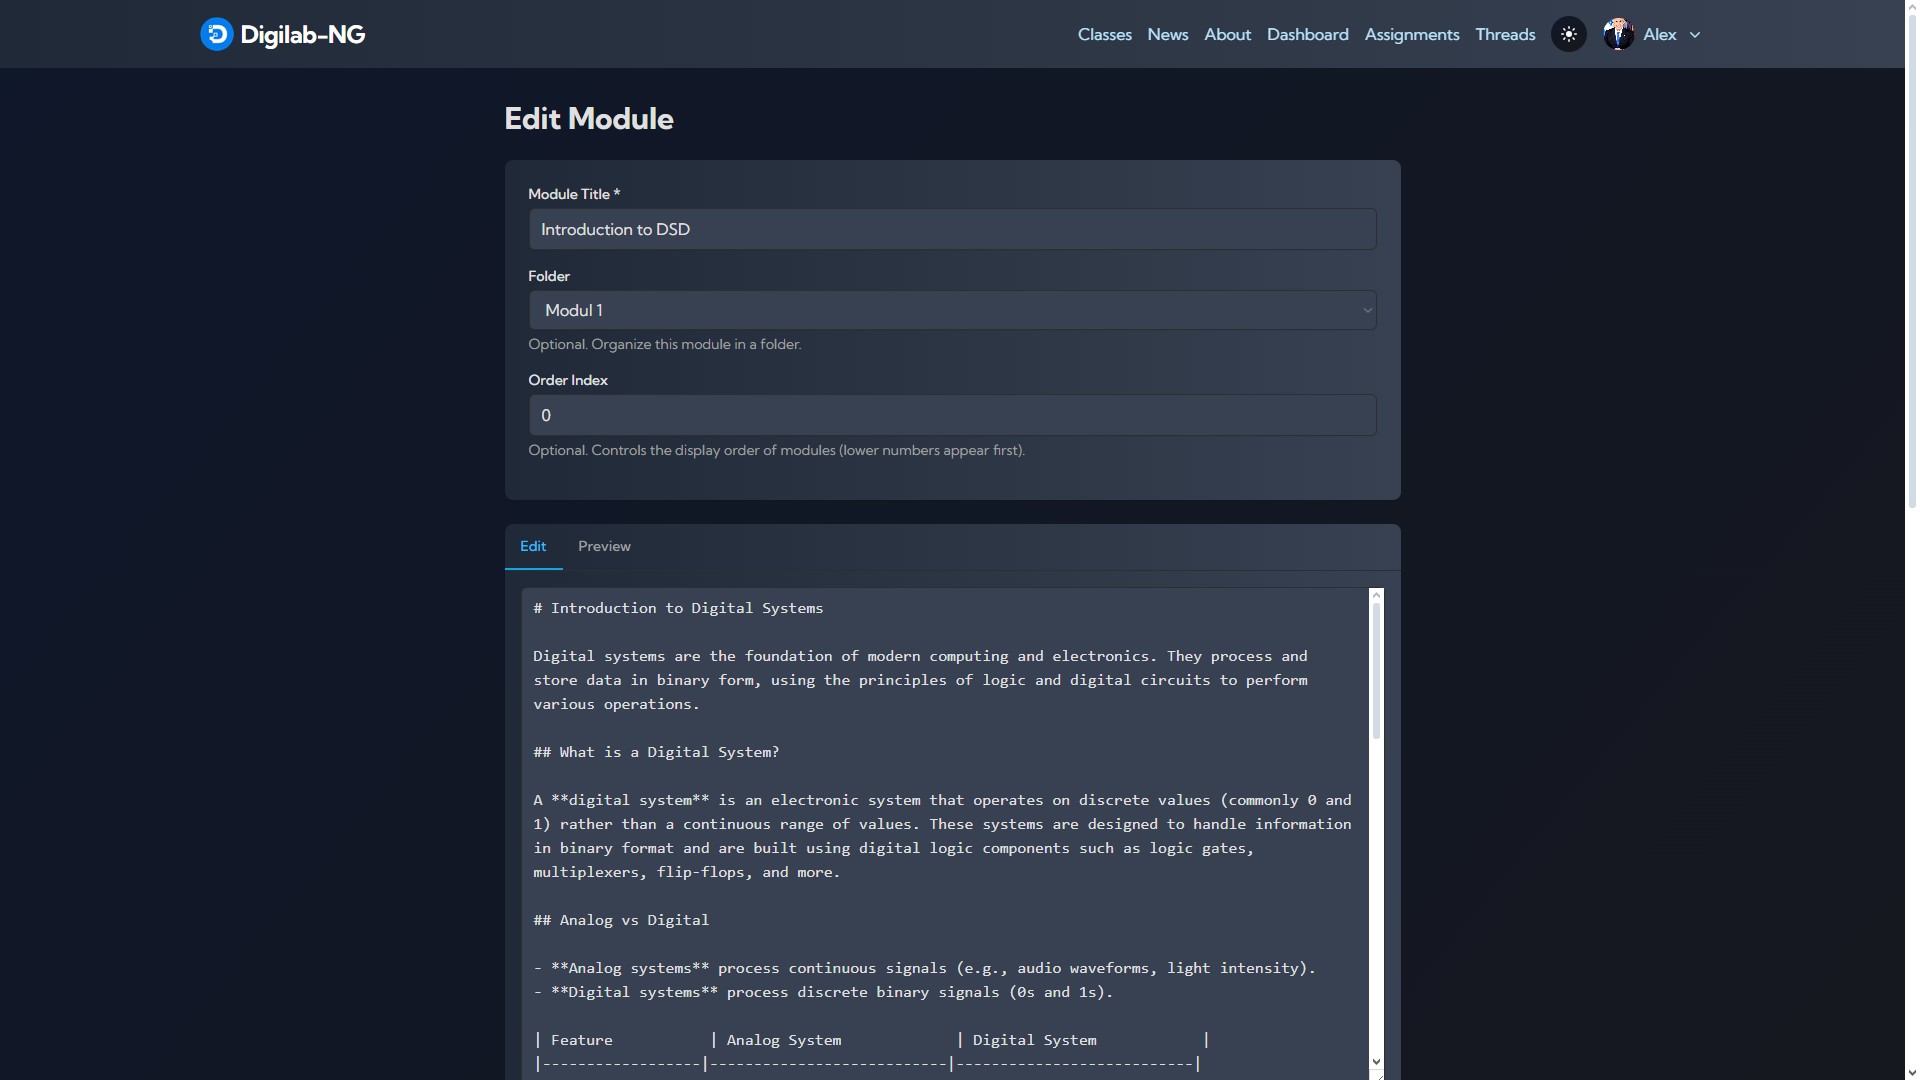 Digilab-NG
Classes News About Dashboard Assignments Threads Alex
Edit Module
Module Title *
Introduction to DSD
Folder
Modul 1
Optional. Organize this module in a folder.
Order Index
0
Optional. Controls the display order of modules (lower numbers appear first).
Edit Preview
# Introduction to Digital Systems
Digital systems are the foundation of modern computing and electronics. They process and
store data in binary form, using the principles of logic and digital circuits to perform
various operations.
## What is a Digital System?
A **digital system** is an electronic system that operates on discrete values (commonly 0 and
1) rather than a continuous range of values. These systems are designed to handle information
in binary format and are built using digital logic components such as logic gates,
multiplexers, flip-flops, and more.
## Analog vs Digital
- **Analog systems** process continuous signals (e.g., audio waveforms, light intensity).
- **Digital systems** process discrete binary signals (0s and 1s).
| Feature | Analog System | Digital System |
|------------------|---------------------------|---------------------------|